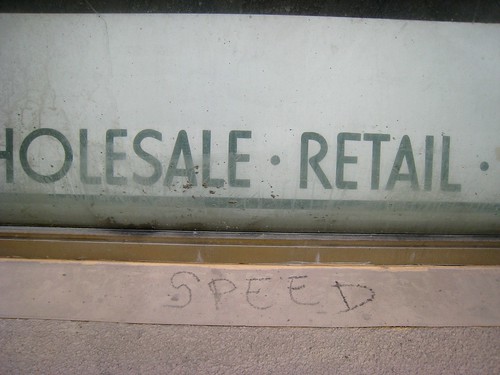 HOLESALE · RETAIL ·
SPEED